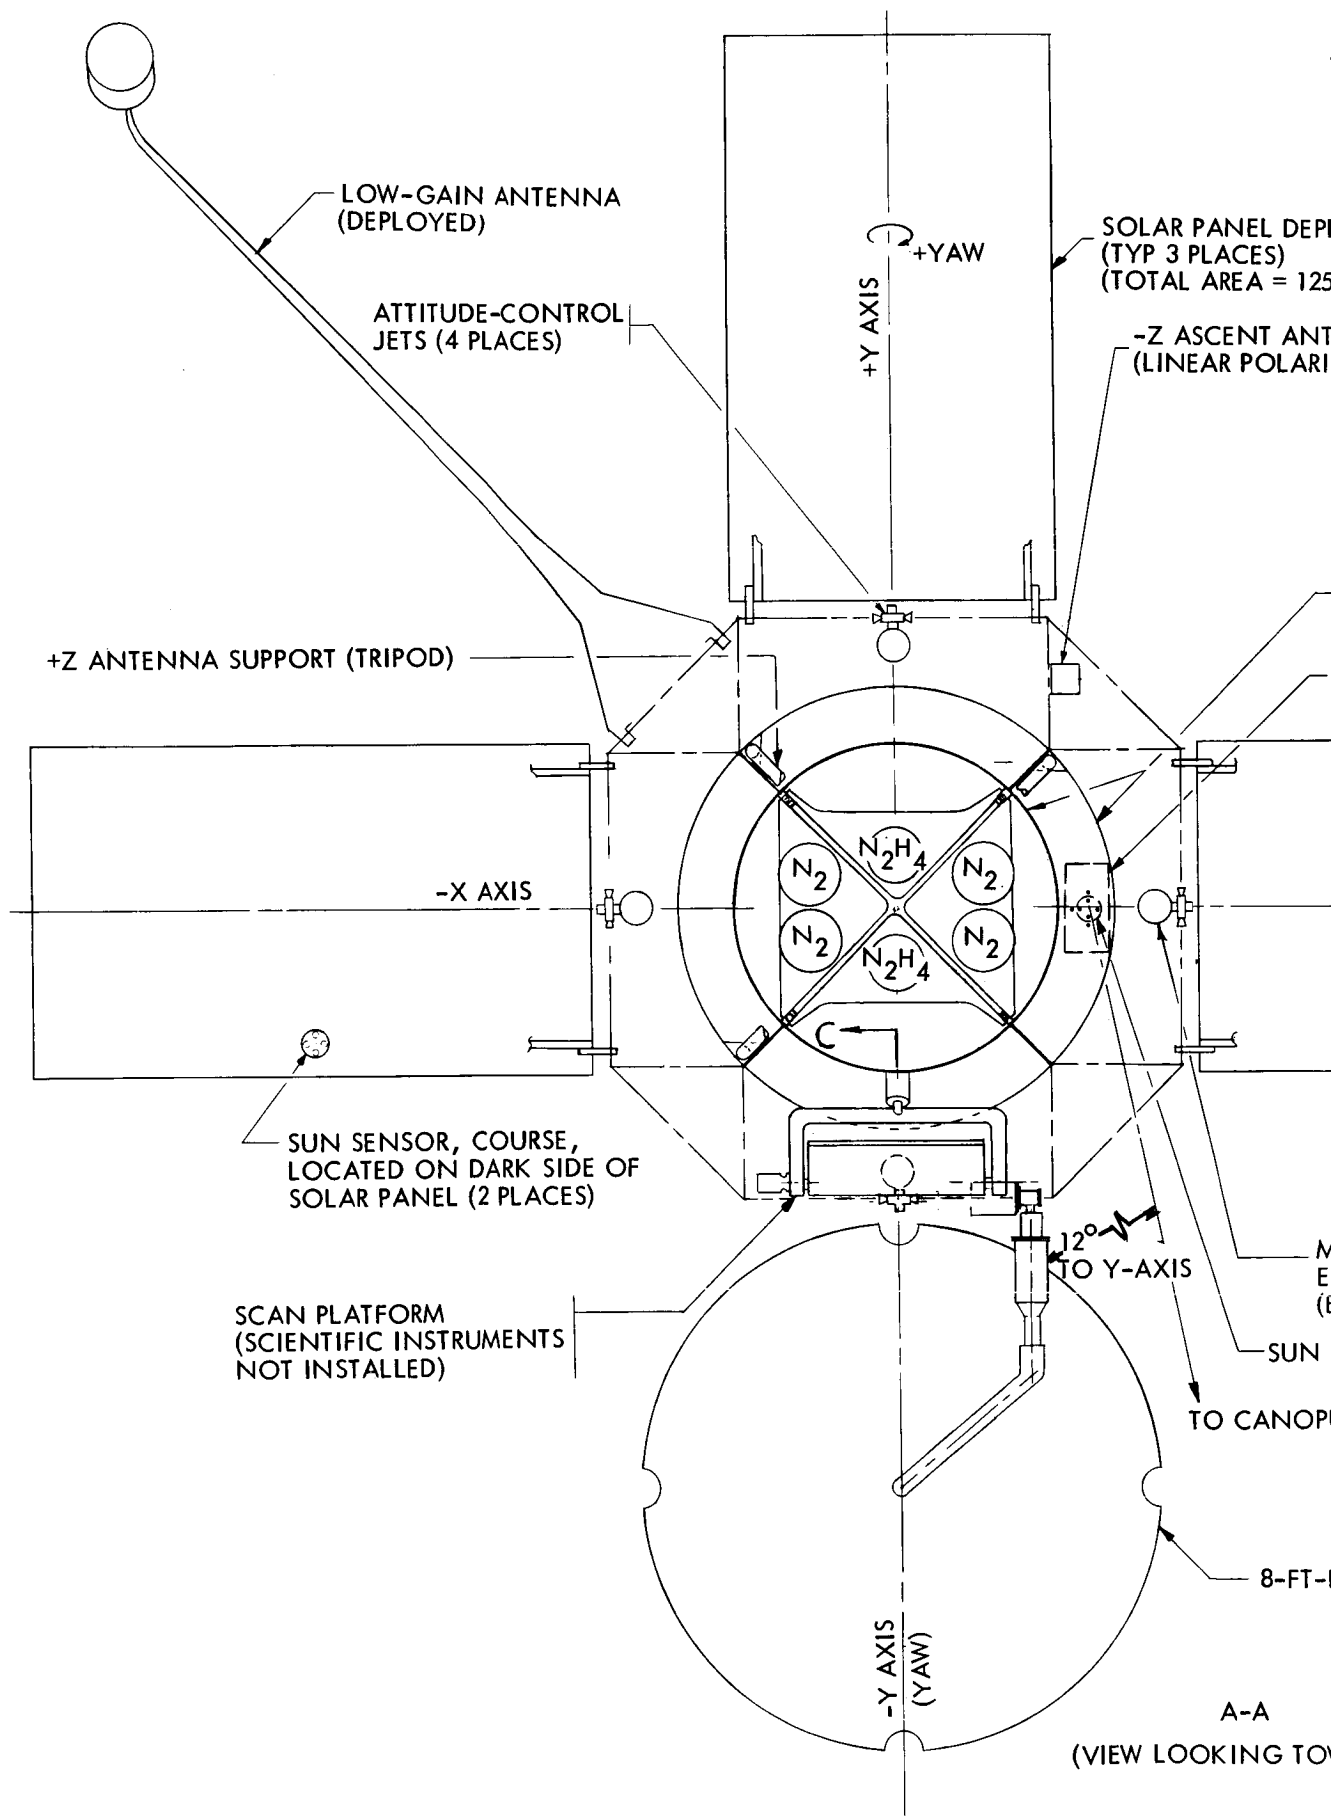 LOW-GAIN ANTENNA
(DEPLOYED)
+YAW
+Y AXIS
SOLAR PANEL DEPL
(TYP 3 PLACES)
(TOTAL AREA = 125
ATTITUDE-CONTROL
JETS (4 PLACES)
-Z ASCENT ANT
(LINEAR POLARI
+Z ANTENNA SUPPORT (TRIPOD)
N2H4
N2
N2
-X AXIS
N2
N2
N2H4
C
SUN SENSOR, COURSE,
LOCATED ON DARK SIDE OF
SOLAR PANEL (2 PLACES)
12°
TO Y-AXIS
M
E
(E
SCAN PLATFORM
(SCIENTIFIC INSTRUMENTS
NOT INSTALLED)
SUN
TO CANOPU
8-FT-
-Y AXIS
(YAW)
A-A
(VIEW LOOKING TOW